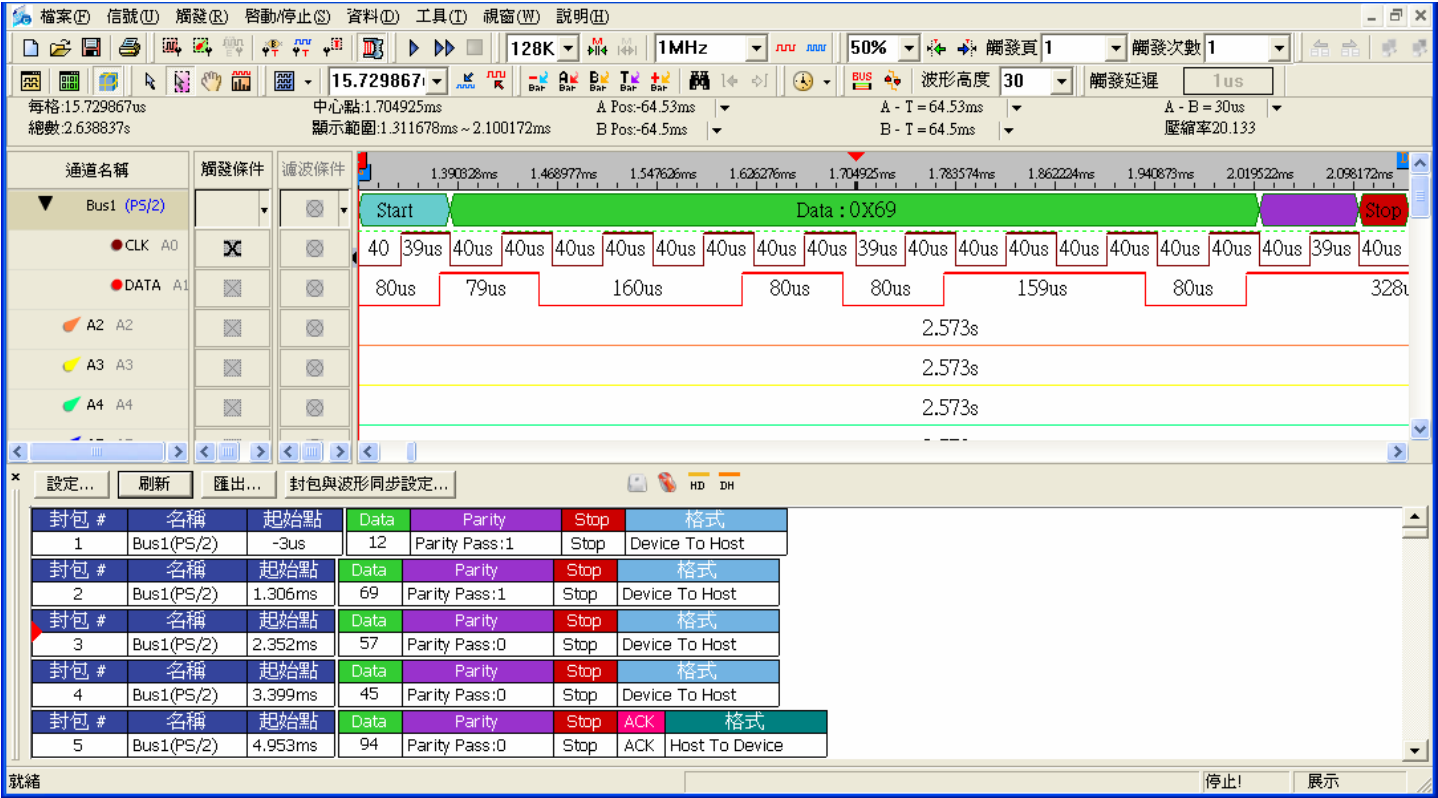 檔案(F) 信號(U) 觸發(R) 啓動/停止(S) 資料(D) 工具(T) 視窗(W) 說明(H)
128K 1MHz 50% 觸發頁 1 觸發次數 1
15.729867 Bar Bar Bar Bar Bar BUS 波形高度 30 觸發延遲 1us
每格:15.729867us 中心點:1.704925ms A Pos:-64.53ms A - T = 64.53ms A - B = 30us
總數:2.638837s 顯示範圍:1.311678ms ~ 2.100172ms B Pos:-64.5ms B - T = 64.5ms 壓縮率20.133
通道名稱 觸發條件 濾波條件 1.390328ms 1.468977ms 1.547626ms 1.626276ms 1.704925ms 1.783574ms 1.862224ms 1.940873ms 2.019522ms 2.098172ms
Bus1 (PS/2) Start Data : 0X69 Stop
CLK A0 40 39us 40us 40us 40us 40us 40us 40us 40us 40us 39us 40us 40us 40us 40us 40us 40us 40us 40us 39us 40us
DATA A1 80us 79us 160us 80us 80us 159us 80us 328u
A2 A2 2.573s
A3 A3 2.573s
A4 A4 2.573s
設定... 刷新 匯出... 封包與波形同步設定... HD DH
封包 # 名稱 起始點 Data Parity Stop 格式
1 Bus1(PS/2) -3us 12 Parity Pass:1 Stop Device To Host
封包 # 名稱 起始點 Data Parity Stop 格式
2 Bus1(PS/2) 1.306ms 69 Parity Pass:1 Stop Device To Host
封包 # 名稱 起始點 Data Parity Stop 格式
3 Bus1(PS/2) 2.352ms 57 Parity Pass:0 Stop Device To Host
封包 # 名稱 起始點 Data Parity Stop 格式
4 Bus1(PS/2) 3.399ms 45 Parity Pass:0 Stop Device To Host
封包 # 名稱 起始點 Data Parity Stop ACK 格式
5 Bus1(PS/2) 4.953ms 94 Parity Pass:0 Stop ACK Host To Device
就緒 停止! 展示